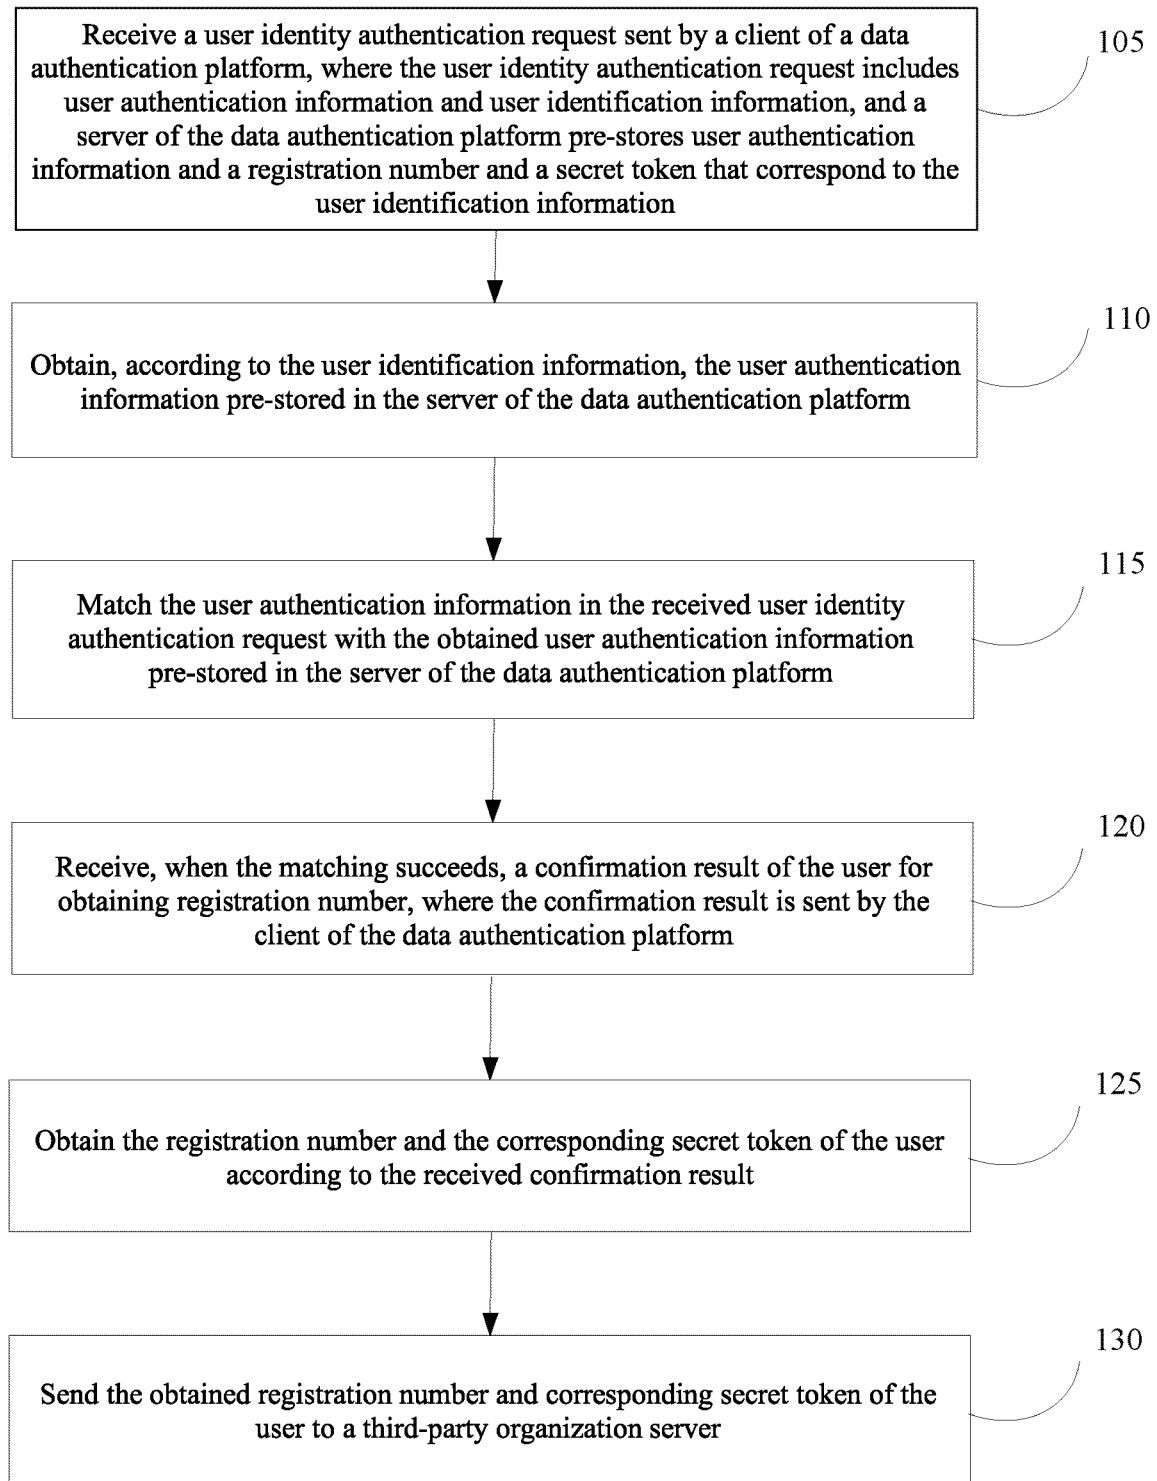 Receive a user identity authentication request sent by a client of a data
authentication platform, where the user identity authentication request includes
user authentication information and user identification information, and a
server of the data authentication platform pre-stores user authentication
information and a registration number and a secret token that correspond to the
user identification information
105
Obtain, according to the user identification information, the user authentication
information pre-stored in the server of the data authentication platform
110
Match the user authentication information in the received user identity
authentication request with the obtained user authentication information
pre-stored in the server of the data authentication platform
115
Receive, when the matching succeeds, a confirmation result of the user for
obtaining registration number, where the confirmation result is sent by the
client of the data authentication platform
120
Obtain the registration number and the corresponding secret token of the user
according to the received confirmation result
125
Send the obtained registration number and corresponding secret token of the
user to a third-party organization server
130